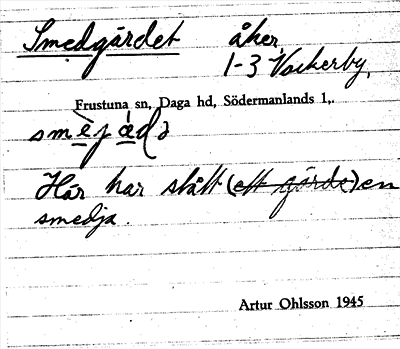 Smedgärdet åker,
1-3 Vackerby,
Frustuna sn, Daga hd, Södermanlands l,.
Här har stått (ett gärde) en
smedja.
Artur Ohlsson 1945